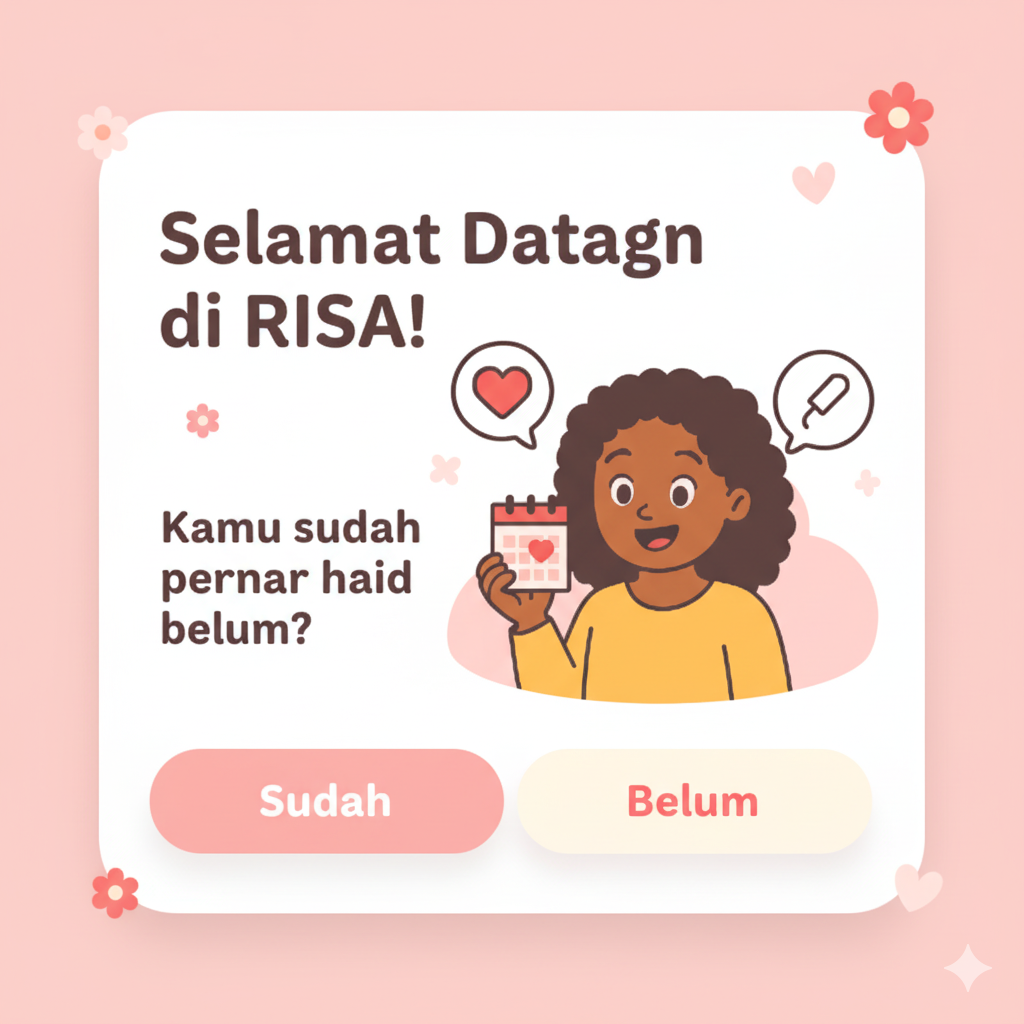 Selamat Datagn
di RISA!
Kamu sudah
pernar haid
belum?
Sudah
Belum